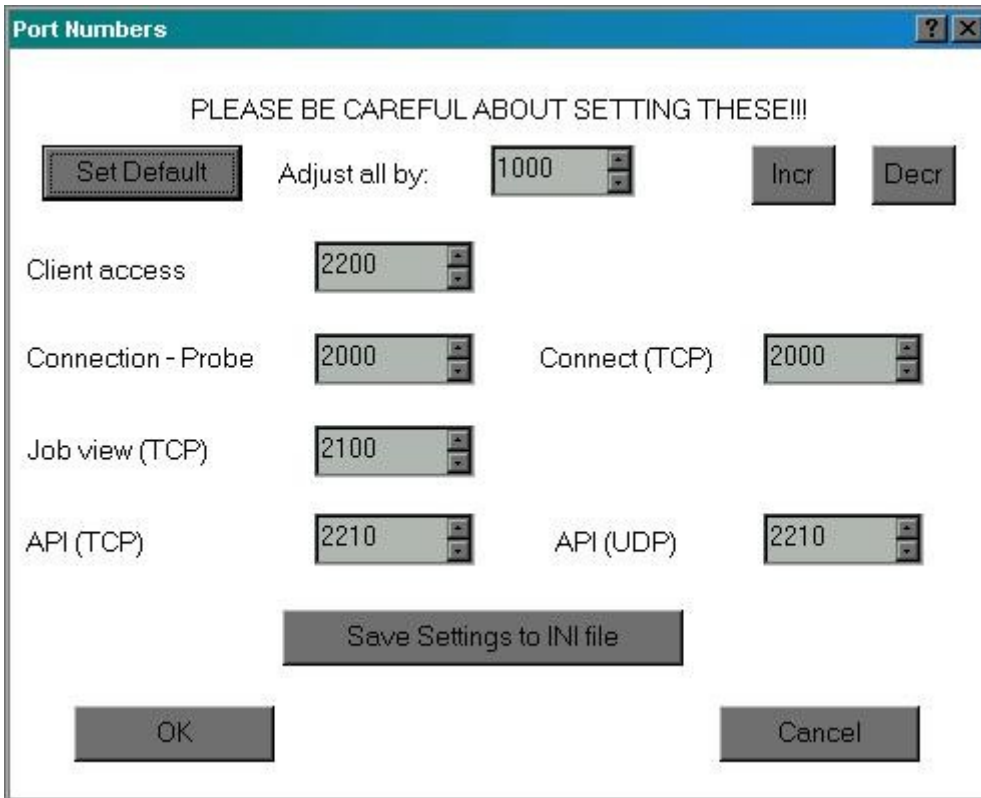 Port Numbers
PLEASE BE CAREFUL ABOUT SETTING THESE!!!
Set Default Adjust all by: 1000 Incr Decr
Client access 2200
Connection - Probe 2000 Connect (TCP) 2000
Job view (TCP) 2100
API (TCP) 2210 API (UDP) 2210
Save Settings to INI file
OK Cancel